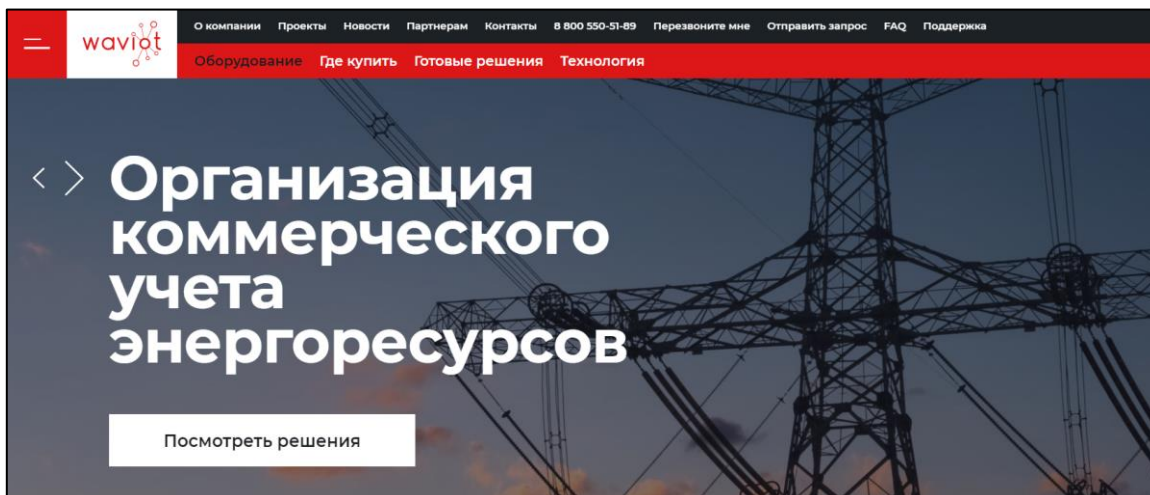 waviot
О компании Проекты Новости Партнерам Контакты 8 800 550-51-89 Перезвоните мне Отправить запрос FAQ Поддержка
Оборудование Где купить Готовые решения Технология
Организация
коммерческого
учета
энергоресурсов
Посмотреть решения